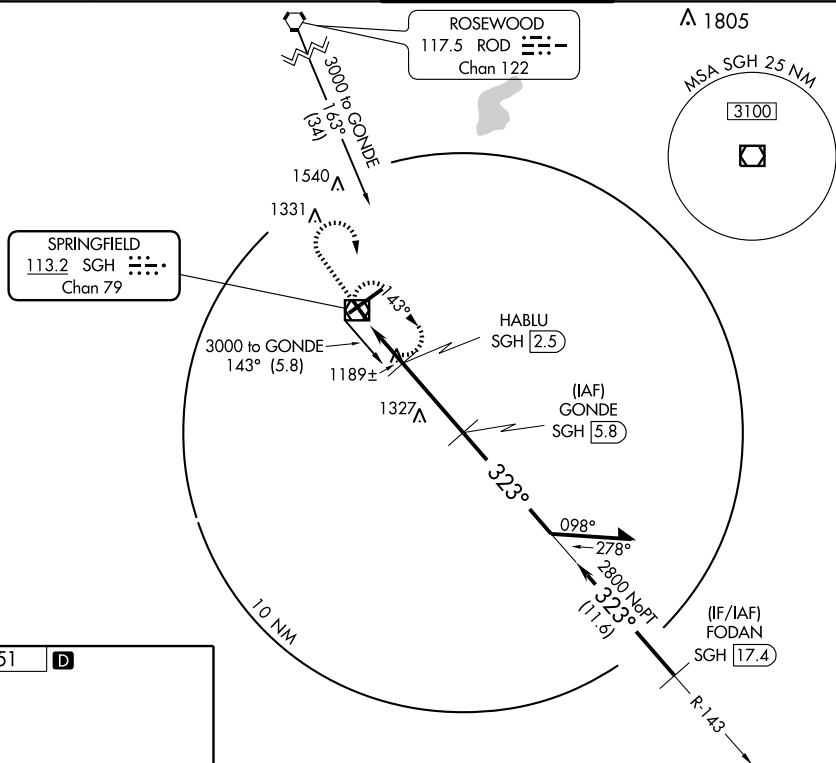 ROSEWOOD
117.5 ROD
Chan 122
1805
MSA SGH 25 NM
3100
3000 to GONDE
163°
(34)
1540
1331
SPRINGFIELD
113.2 SGH
Chan 79
143°
HABLU
SGH 2.5
3000 to GONDE
143° (5.8)
1189±
(IAF)
GONDE
SGH 5.8
1327
323°
098°
278°
2800 NoPT
323°
(11.6)
(IF/IAF)
FODAN
SGH 17.4
10 NM
R-143
51 D